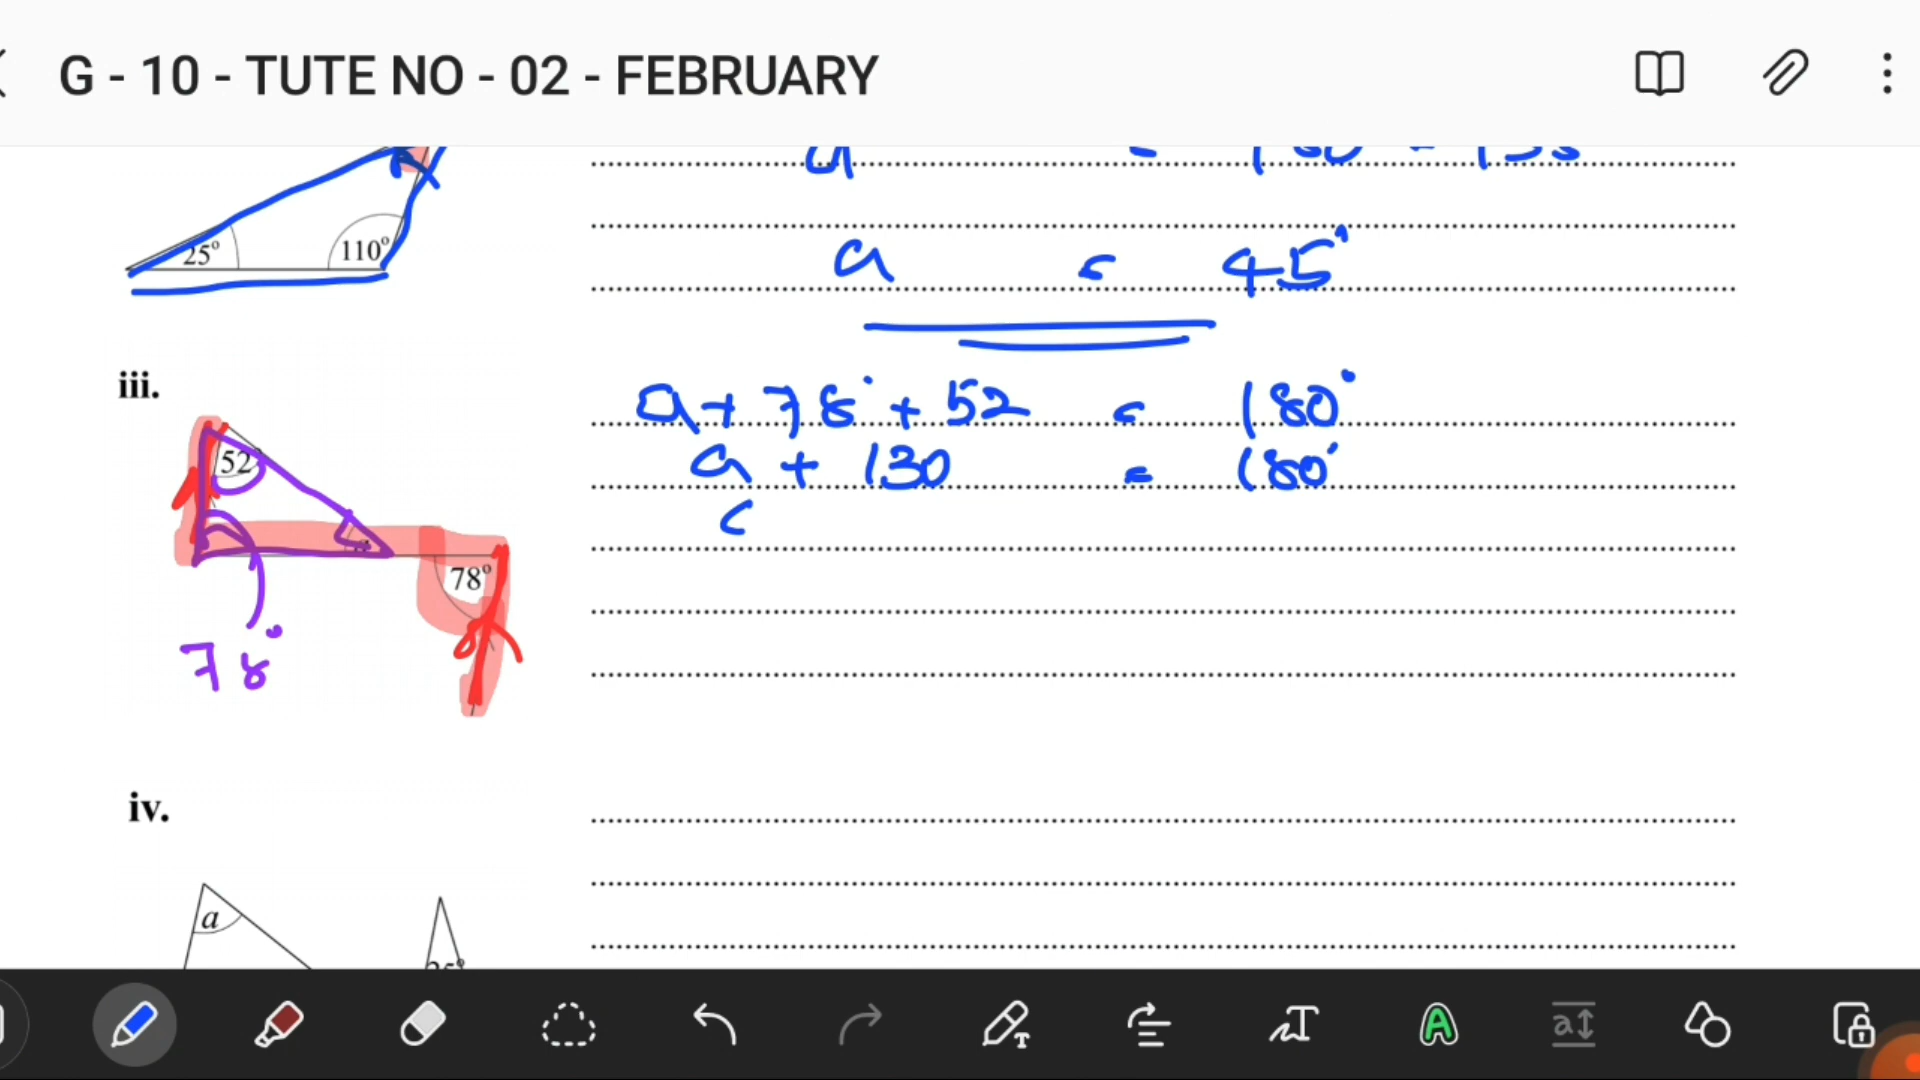 G - 10 - TUTE NO - 02 - FEBRUARY
25° 110°
a = 45°
iii.
a + 78° + 52 = 180°
52
a + 130 = 180°
78°
78°
iv.
a